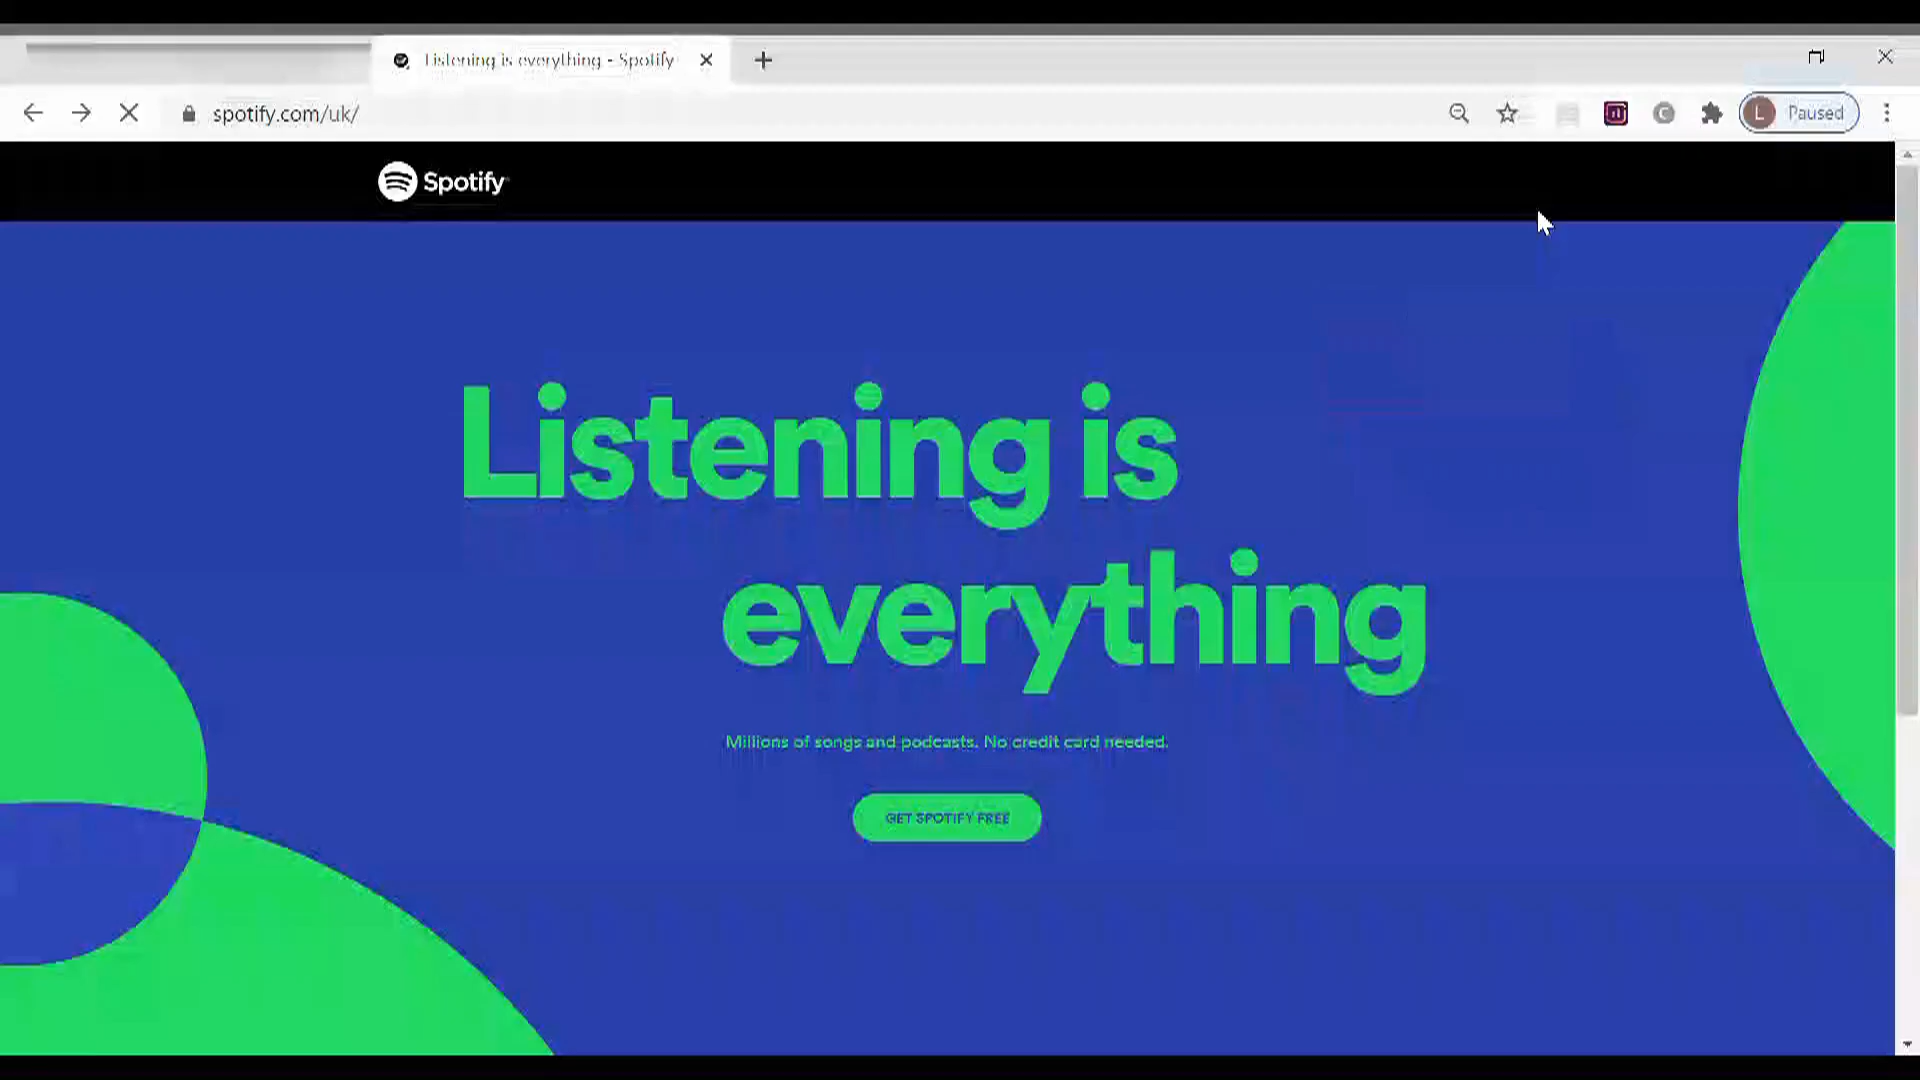 Listening is everything - Spotify
spotify.com/uk/
L Paused
Spotify
Listening is
everything
Millions of songs and podcasts. No credit card needed.
GET SPOTIFY FREE